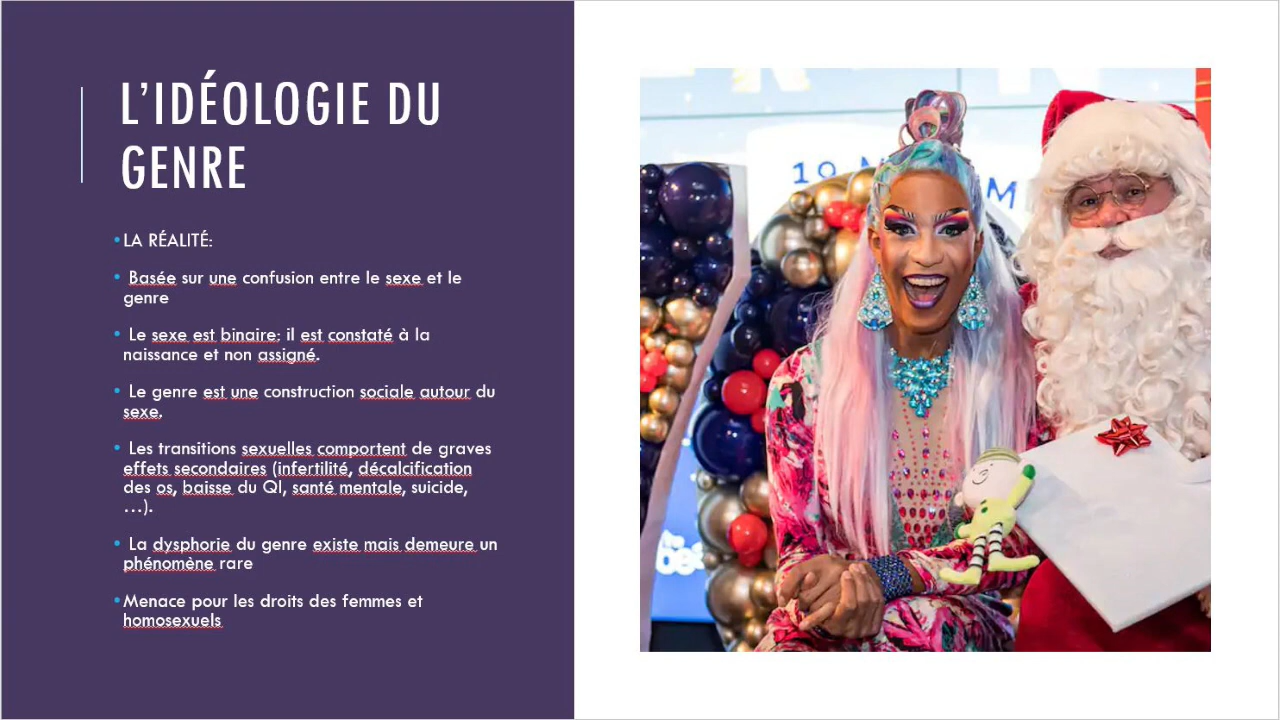 L'IDÉOLOGIE DU
GENRE
•LA RÉALITÉ:
• Basée sur une confusion entre le sexe et le
genre
• Le sexe est binaire; il est constaté à la
naissance et non assigné.
• Le genre est une construction sociale autour du
sexe.
• Les transitions sexuelles comportent de graves
effets secondaires (infertilité, décalcification
des os, baisse du QI, santé mentale, suicide,
…).
• La dysphorie du genre existe mais demeure un
phénomène rare
•Menace pour les droits des femmes et
homosexuels